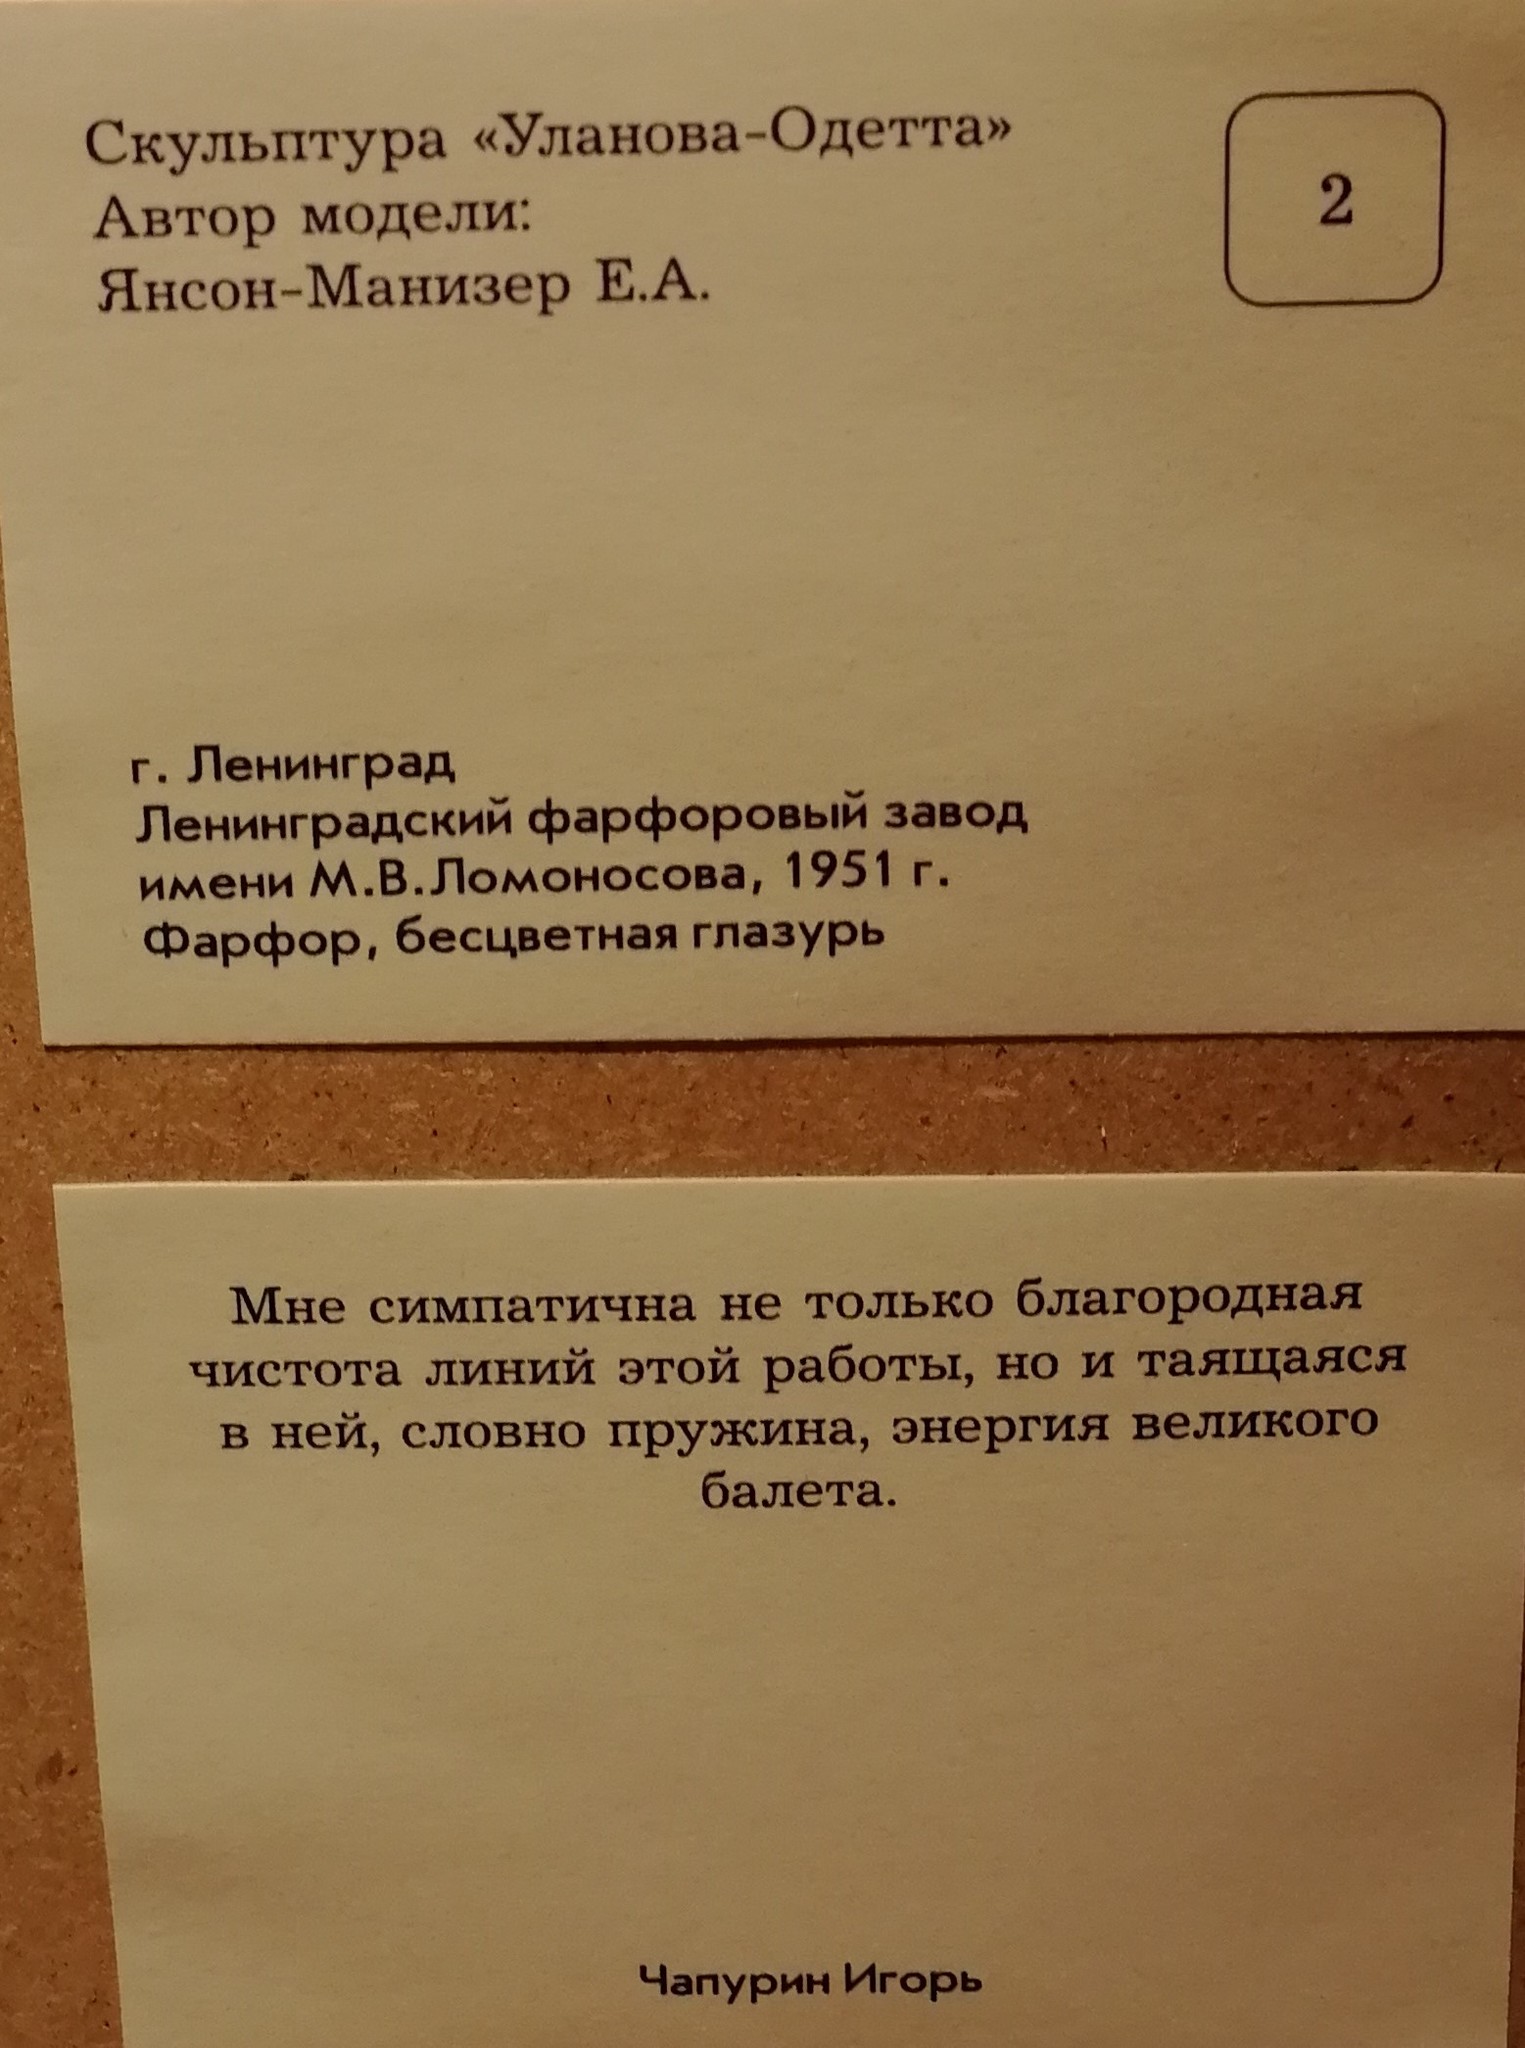 Скульптура «Уланова-Одетта»
Автор модели:
Янсон-Манизер Е.А.
2
г. Ленинград
Ленинградский фарфоровый завод
имени М.В.Ломоносова, 1951 г.
Фарфор, бесцветная глазурь
Мне симпатична не только благородная
чистота линий этой работы, но и таящаяся
в ней, словно пружина, энергия великого
балета.
Чапурин Игорь